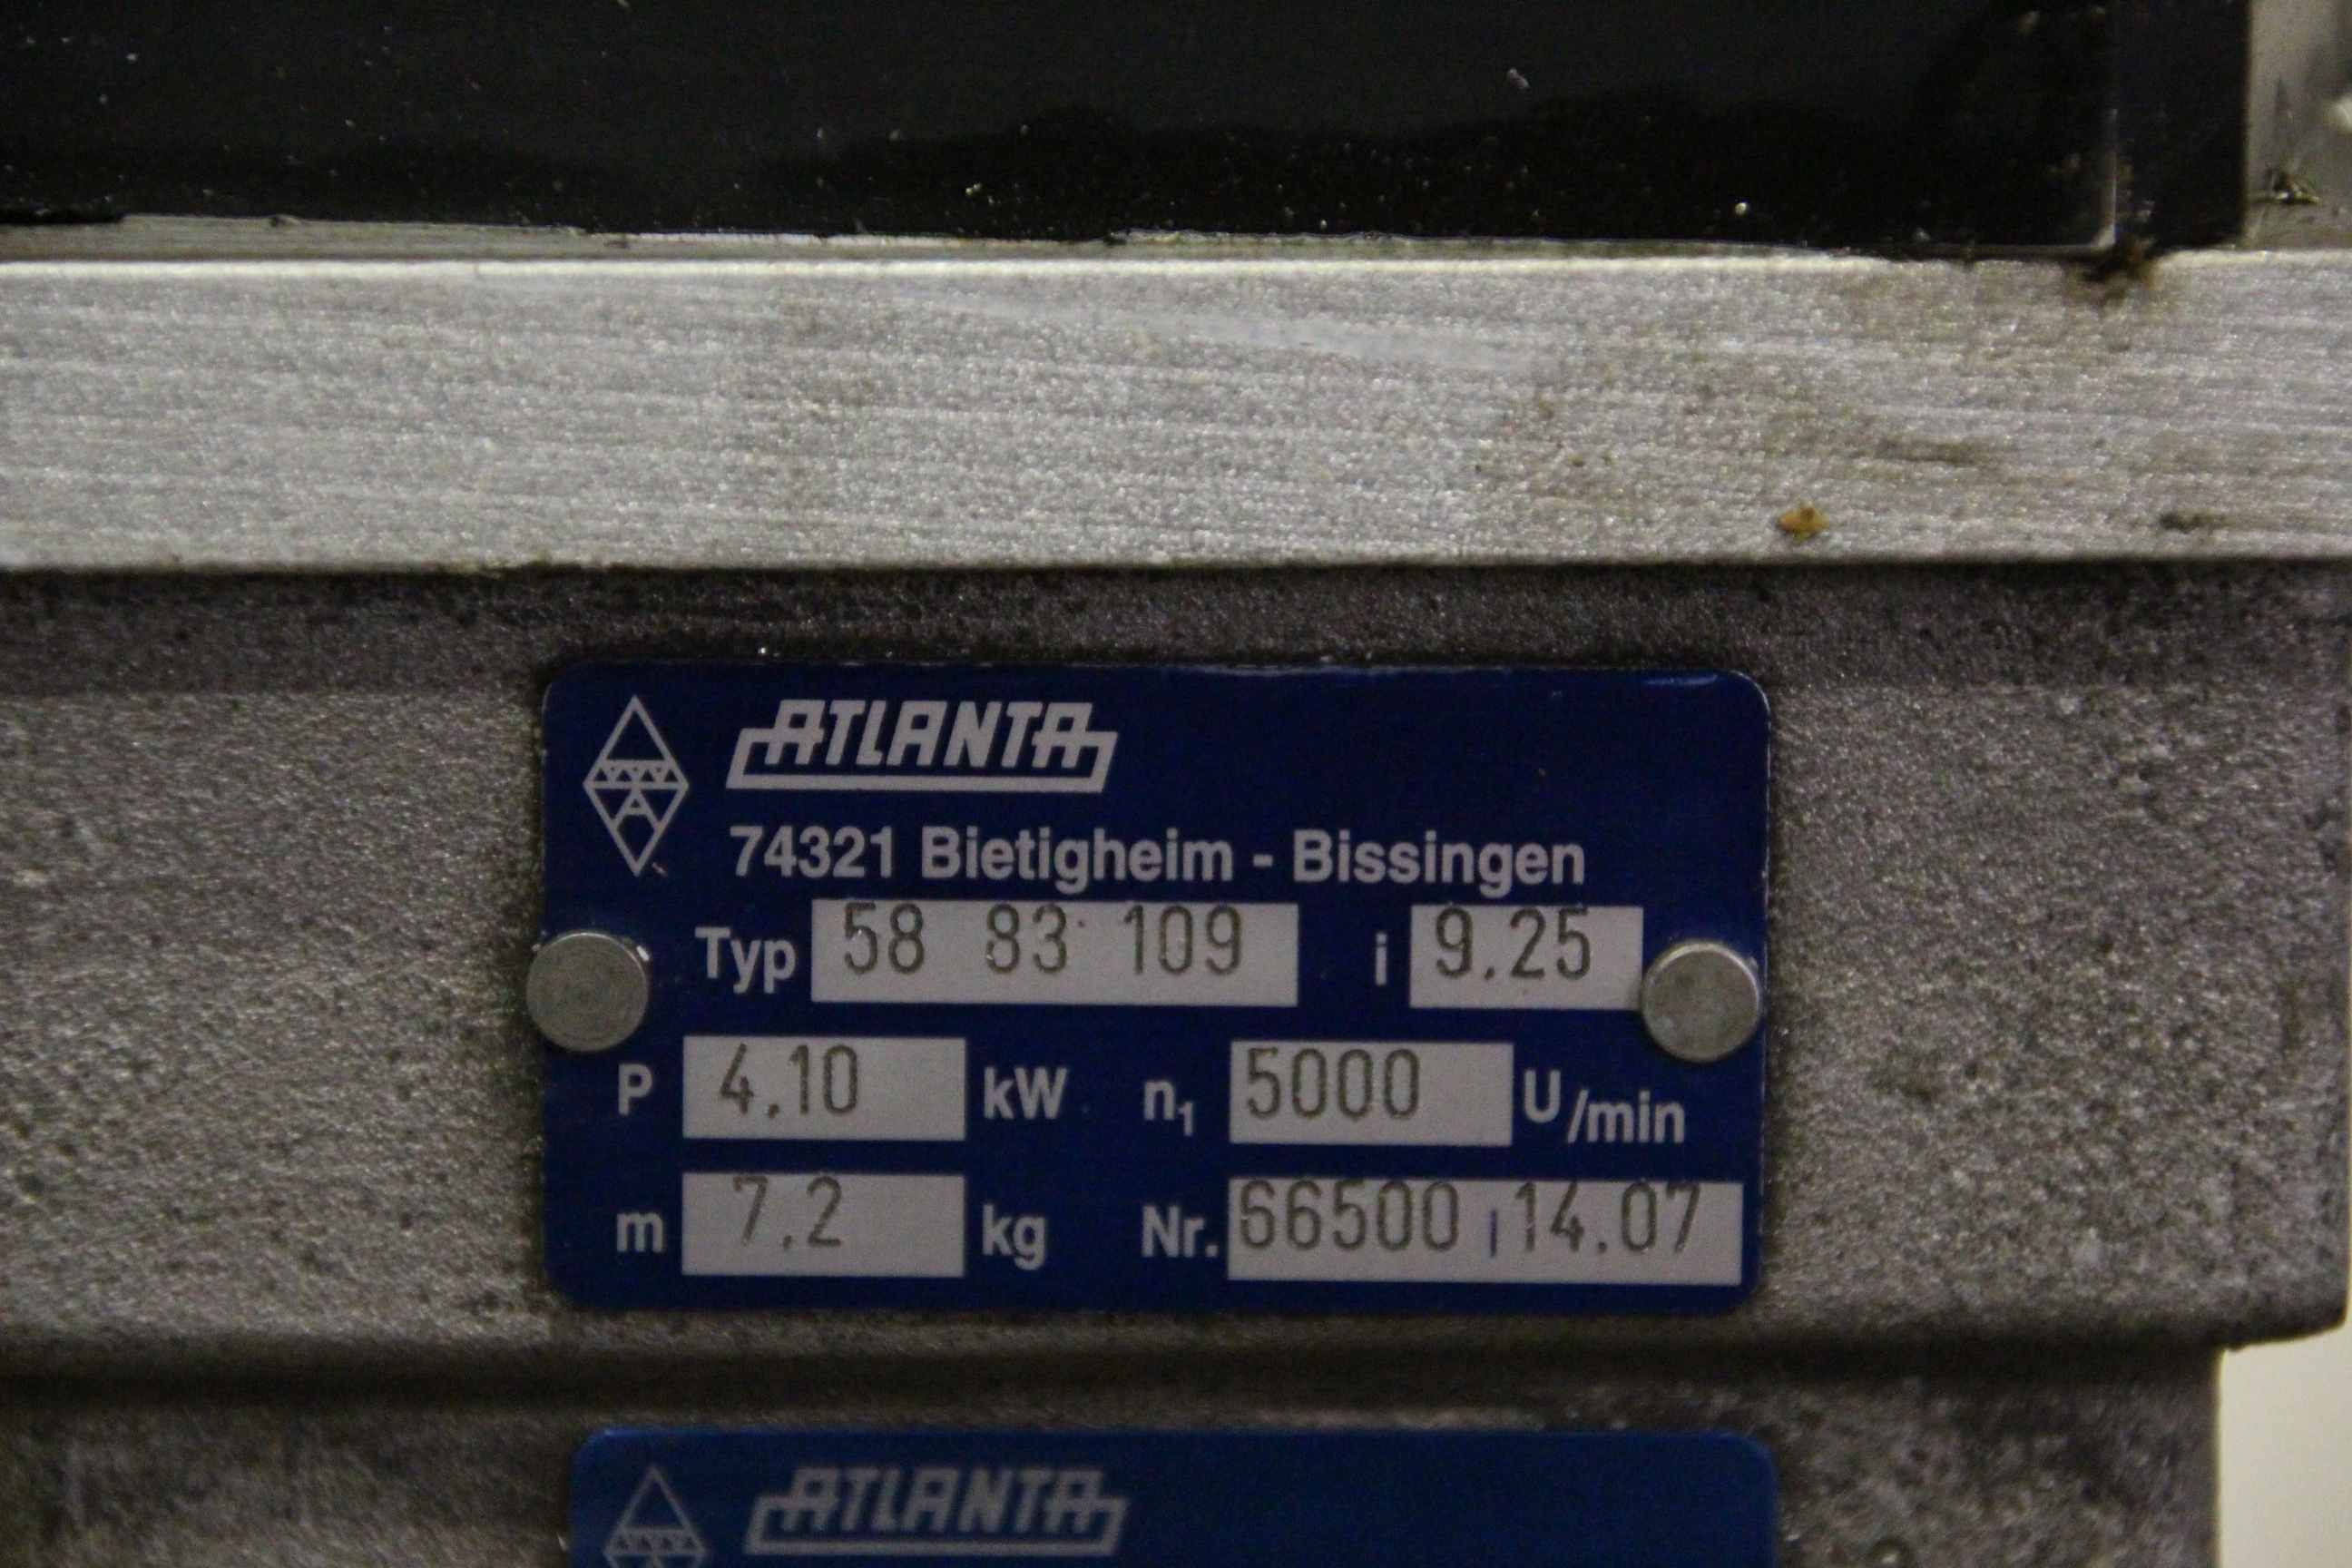 ATLANTA
A
74321 Bietigheim - Bissingen
Typ 58 83 109 i 9.25
P 4.10 kW n₁ 5000 U/min
m 7.2 kg Nr. 66500 | 14.07
ATLANTA